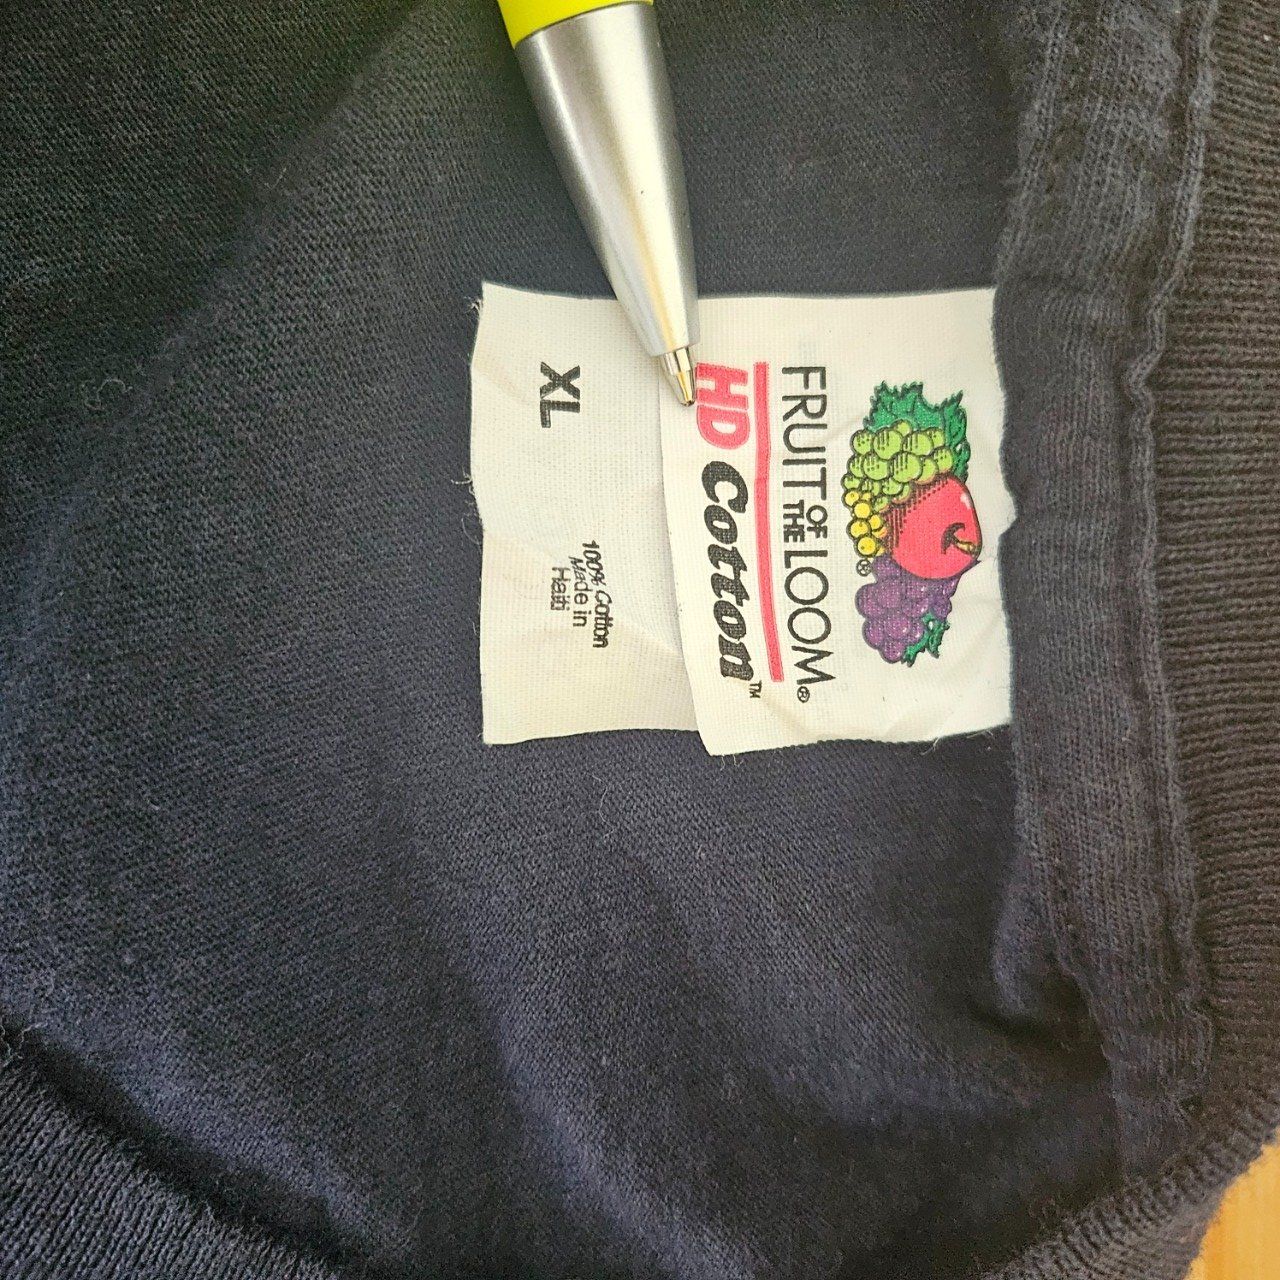 ®
FRUIT OF THE LOOM®
HD Cotton™
XL
100% Cotton
Made in
Haiti